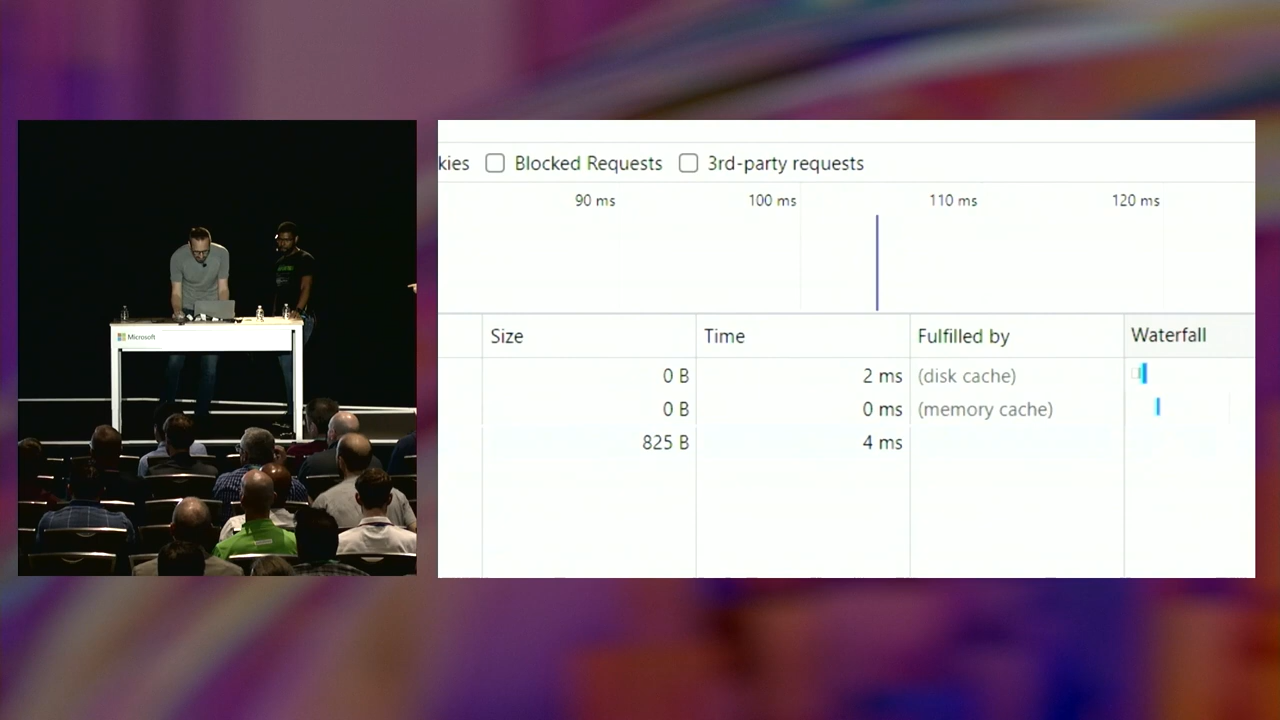 kies Blocked Requests 3rd-party requests
90 ms 100 ms 110 ms 120 ms
Size Time Fulfilled by Waterfall
0 B 2 ms (disk cache)
0 B 0 ms (memory cache)
825 B 4 ms
Microsoft